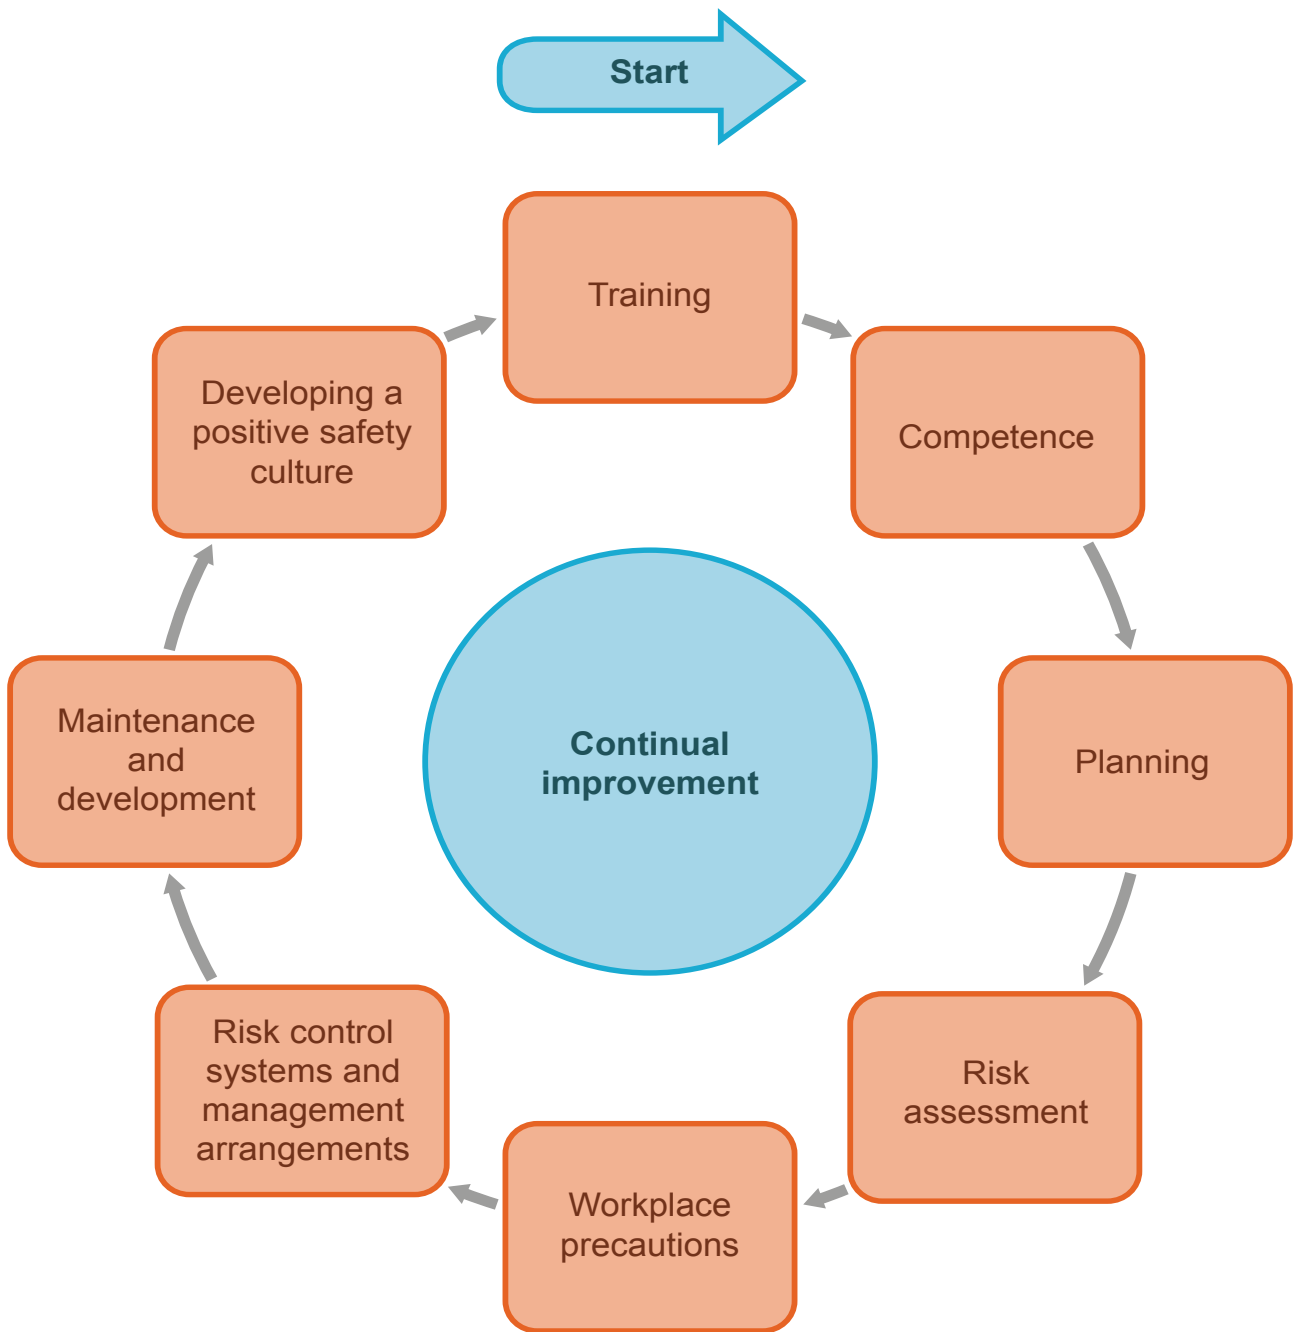 Start
Training
Competence
Planning
Risk
assessment
Workplace
precautions
Risk control
systems and
management
arrangements
Maintenance
and
development
Developing a
positive safety
culture
Continual
improvement